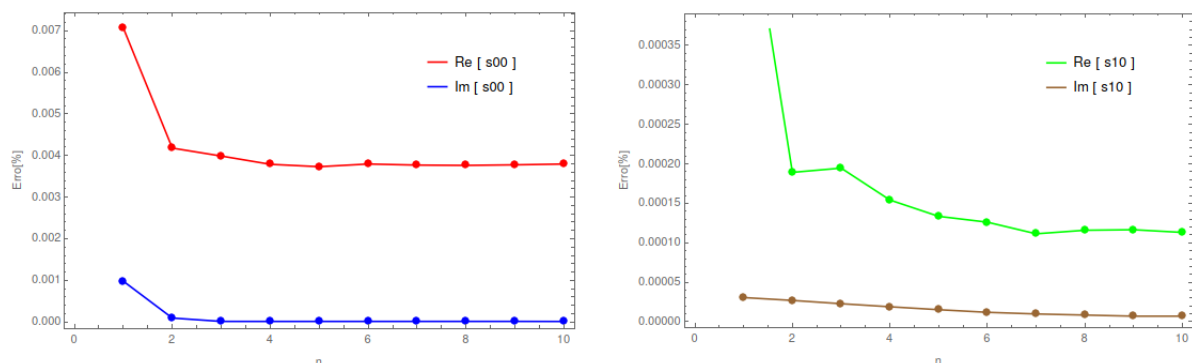 0.007
0.006
0.005
0.004
0.003
0.002
0.001
0.000
Erro[%]
Re [ s00 ]
Im [ s00 ]
0 2 4 6 8 10
n
0.00035
0.00030
0.00025
0.00020
0.00015
0.00010
0.00005
0.00000
Erro[%]
Re [ s10 ]
Im [ s10 ]
0 2 4 6 8 10
n